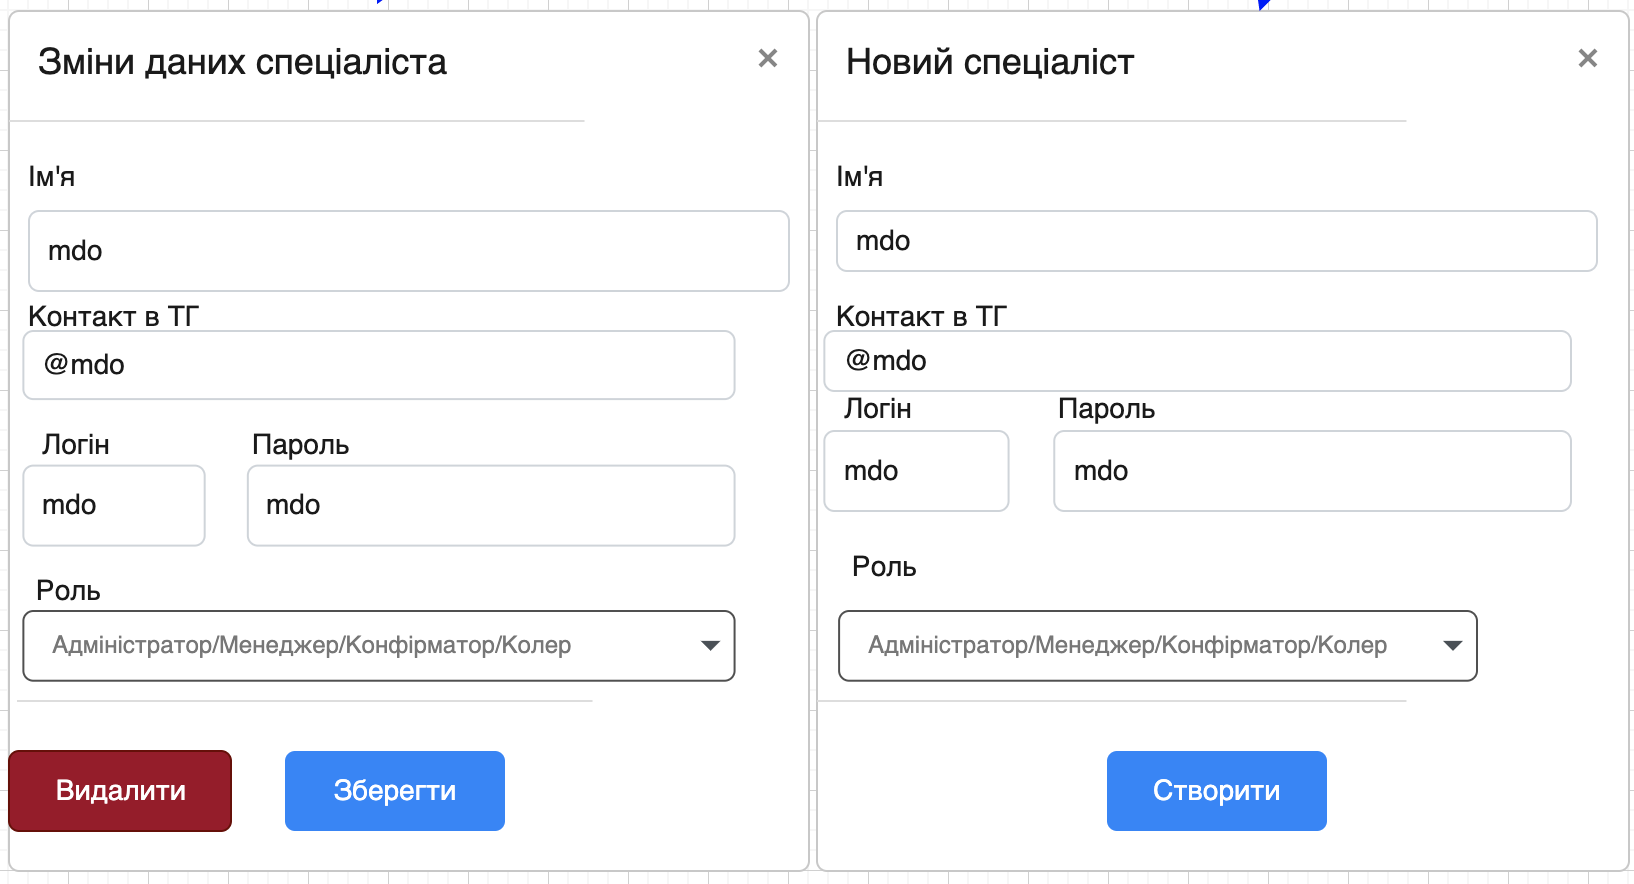 Зміни даних спеціаліста ×
Ім'я
mdo
Контакт в ТГ
@mdo
Логін Пароль
mdo mdo
Роль
Адміністратор/Менеджер/Конфірматор/Колер
Видалити Зберегти
Новий спеціаліст ×
Ім'я
mdo
Контакт в ТГ
@mdo
Логін Пароль
mdo mdo
Роль
Адміністратор/Менеджер/Конфірматор/Колер
Створити